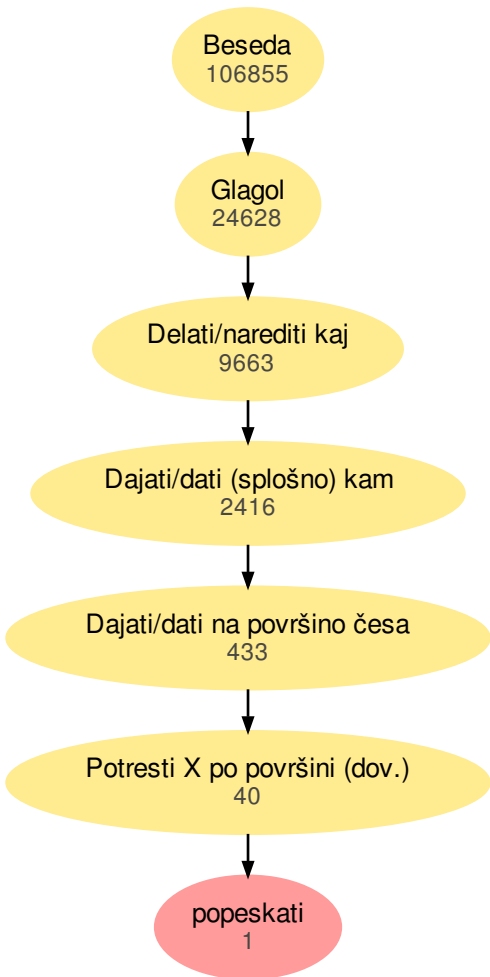 Beseda
106855
Glagol
24628
Delati/narediti kaj
9663
Dajati/dati (splošno) kam
2416
Dajati/dati na površino česa
433
Potresti X po površini (dov.)
40
popeskati
1